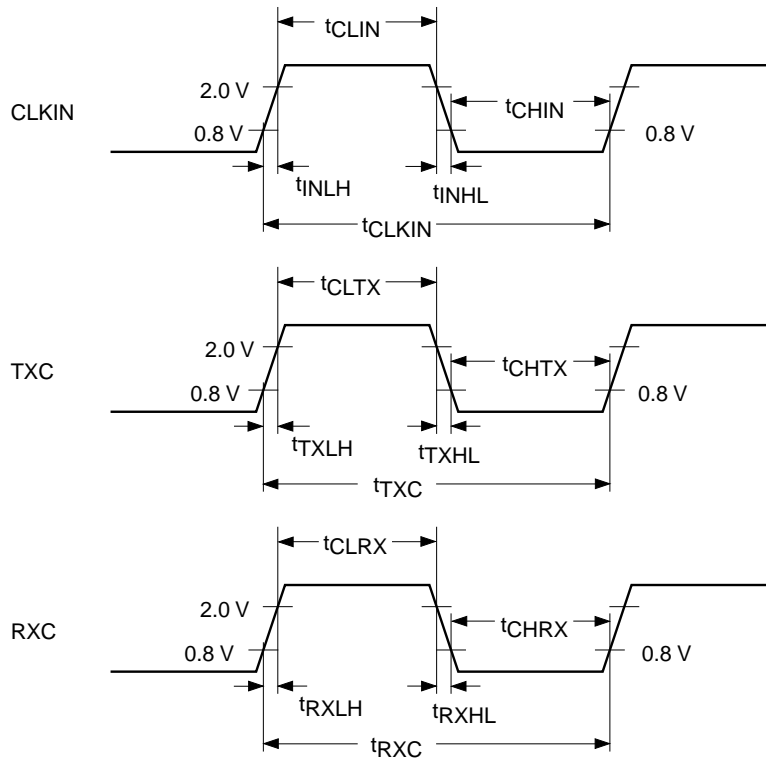 tCLIN
2.0 V
tCHIN
CLKIN
0.8 V
0.8 V
tINLH
tINHL
tCLKIN
tCLTX
2.0 V
tCHTX
TXC
0.8 V
0.8 V
tTXLH
tTXHL
tTXC
tCLRX
2.0 V
tCHRX
RXC
0.8 V
0.8 V
tRXLH
tRXHL
tRXC